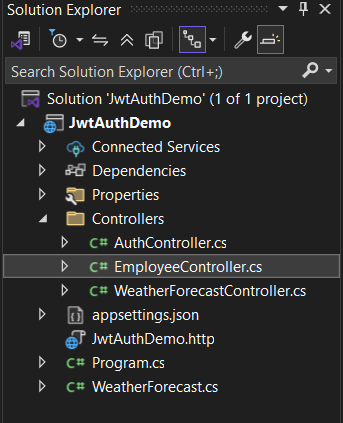 Solution Explorer
Search Solution Explorer (Ctrl+;)
Solution 'JwtAuthDemo' (1 of 1 project)
JwtAuthDemo
Connected Services
Dependencies
Properties
Controllers
C# AuthController.cs
C# EmployeeController.cs
C# WeatherForecastController.cs
appsettings.json
JwtAuthDemo.http
C# Program.cs
C# WeatherForecast.cs